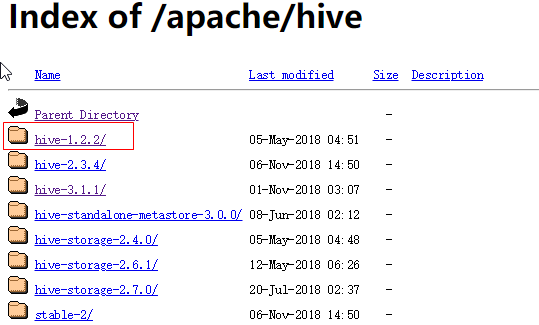 Index of /apache/hive
Name Last modified Size Description
Parent Directory -
hive-1.2.2/ 05-May-2018 04:51 -
hive-2.3.4/ 06-Nov-2018 14:50 -
hive-3.1.1/ 01-Nov-2018 03:07 -
hive-standalone-metastore-3.0.0/ 08-Jun-2018 02:12 -
hive-storage-2.4.0/ 05-May-2018 04:48 -
hive-storage-2.6.1/ 12-May-2018 06:26 -
hive-storage-2.7.0/ 20-Jul-2018 02:37 -
stable-2/ 06-Nov-2018 14:50 -